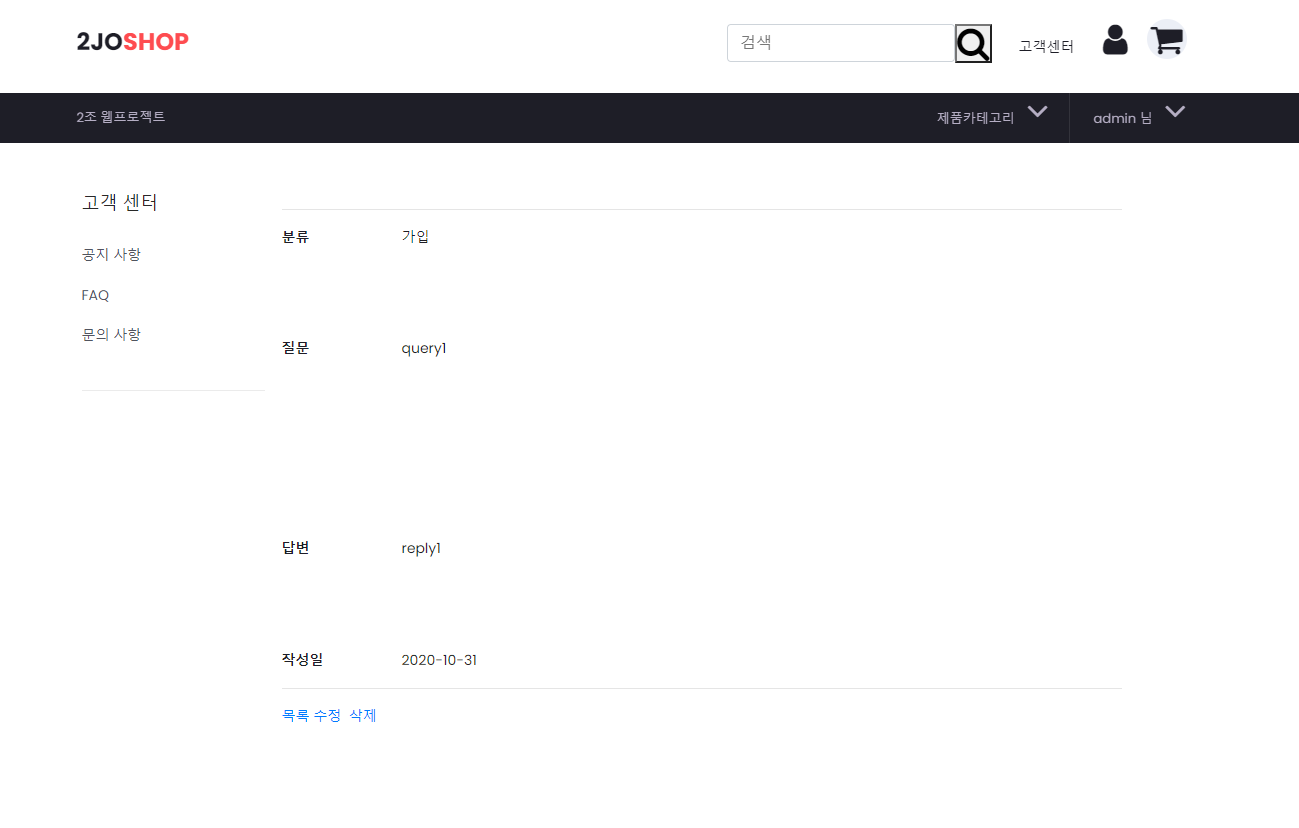 2JOSHOP
검색
고객센터
2조 웹프로젝트
제품카테고리
admin 님
고객 센터
공지 사항
FAQ
문의 사항
분류 가입
질문 query1
답변 reply1
작성일 2020-10-31
목록 수정 삭제